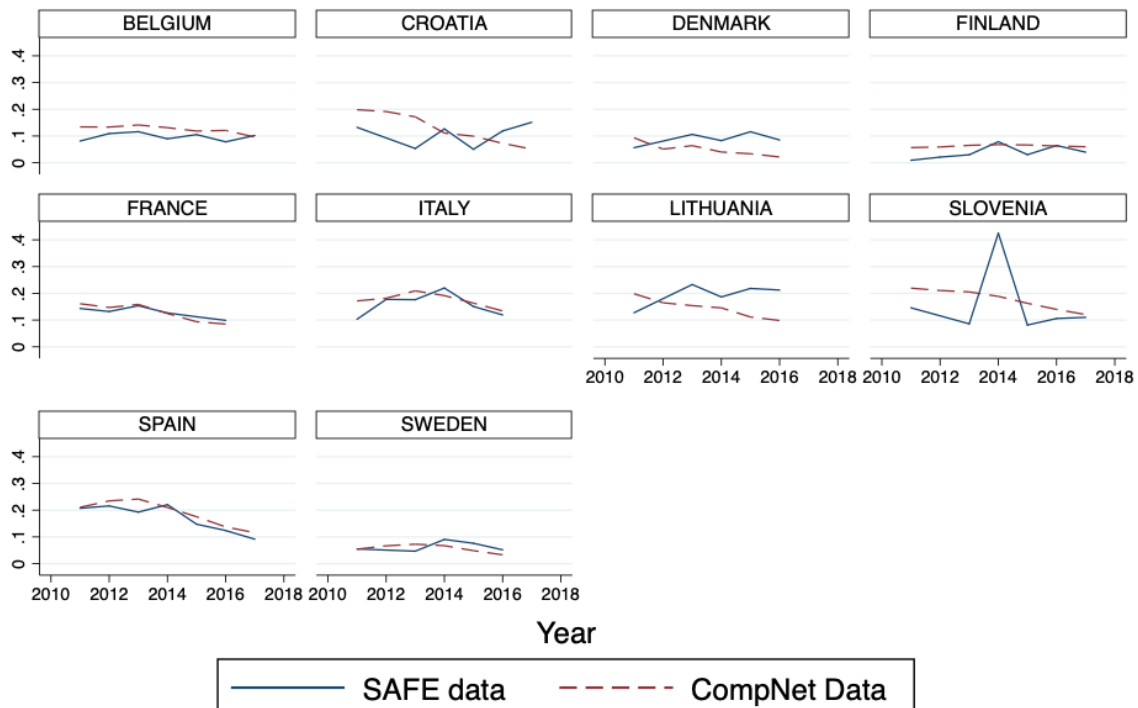 BELGIUM CROATIA DENMARK FINLAND
.4
.3
.2
.1
0
FRANCE ITALY LITHUANIA SLOVENIA
.4
.3
.2
.1
0
2010 2012 2014 2016 2018 2010 2012 2014 2016 2018
SPAIN SWEDEN
.4
.3
.2
.1
0
2010 2012 2014 2016 2018 2010 2012 2014 2016 2018
Year
SAFE data CompNet Data